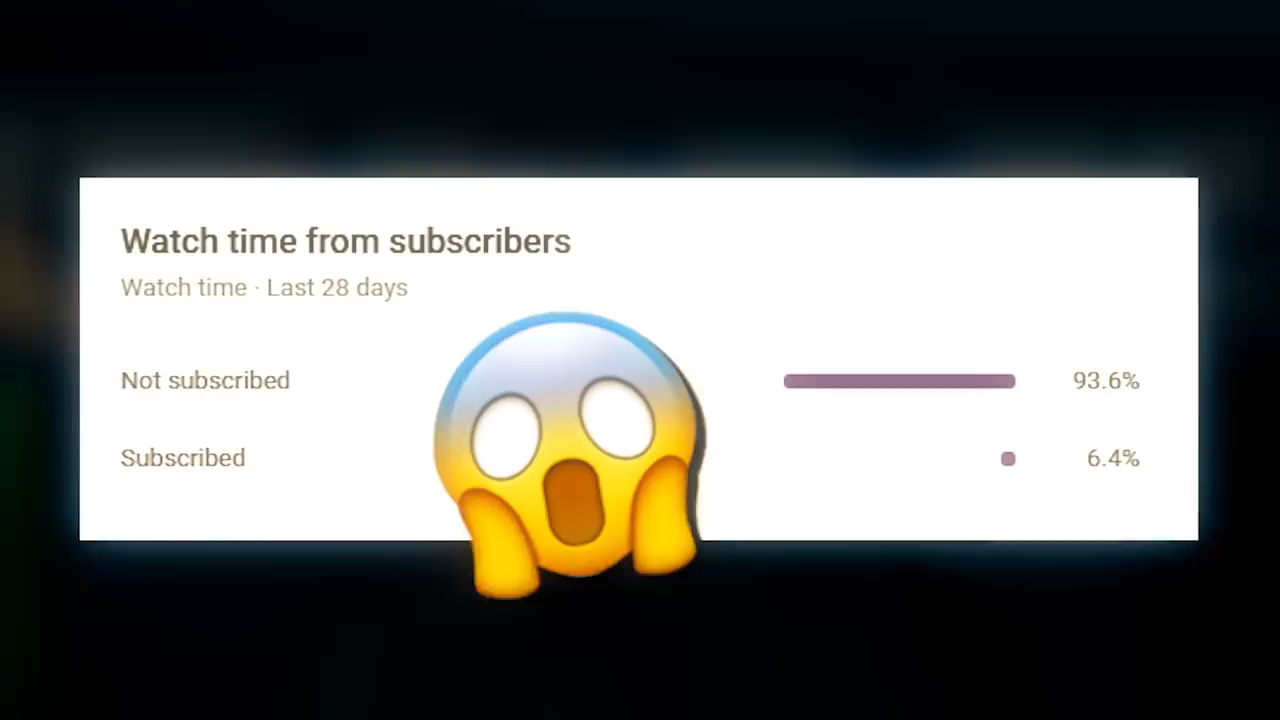 Watch time from subscribers
Watch time · Last 28 days
Not subscribed 93.6%
Subscribed 6.4%